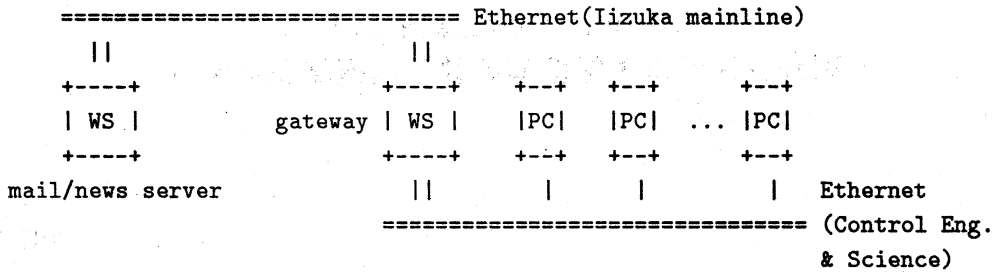 ============================== Ethernet(Iizuka mainline)
|| ||
+----+ +----+ +--+ +--+ +--+
| WS | gateway | WS | |PC| |PC| ... |PC|
+----+ +----+ +--+ +--+ +--+
mail/news server || | | | Ethernet
================================ (Control Eng.
& Science)